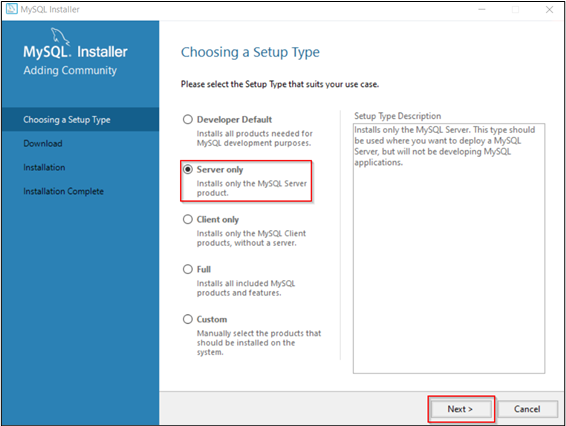 MySQL Installer
MySQL. Installer
Adding Community
Choosing a Setup Type
Download
Installation
Installation Complete
Choosing a Setup Type
Please select the Setup Type that suits your use case.
Developer Default
Installs all products needed for
MySQL development purposes.
Server only
Installs only the MySQL Server
product.
Client only
Installs only the MySQL Client
products, without a server.
Full
Installs all included MySQL
products and features.
Custom
Manually select the products that
should be installed on the
system.
Setup Type Description
Installs only the MySQL Server. This type should
be used where you want to deploy a MySQL
Server, but will not be developing MySQL
applications.
Next >
Cancel